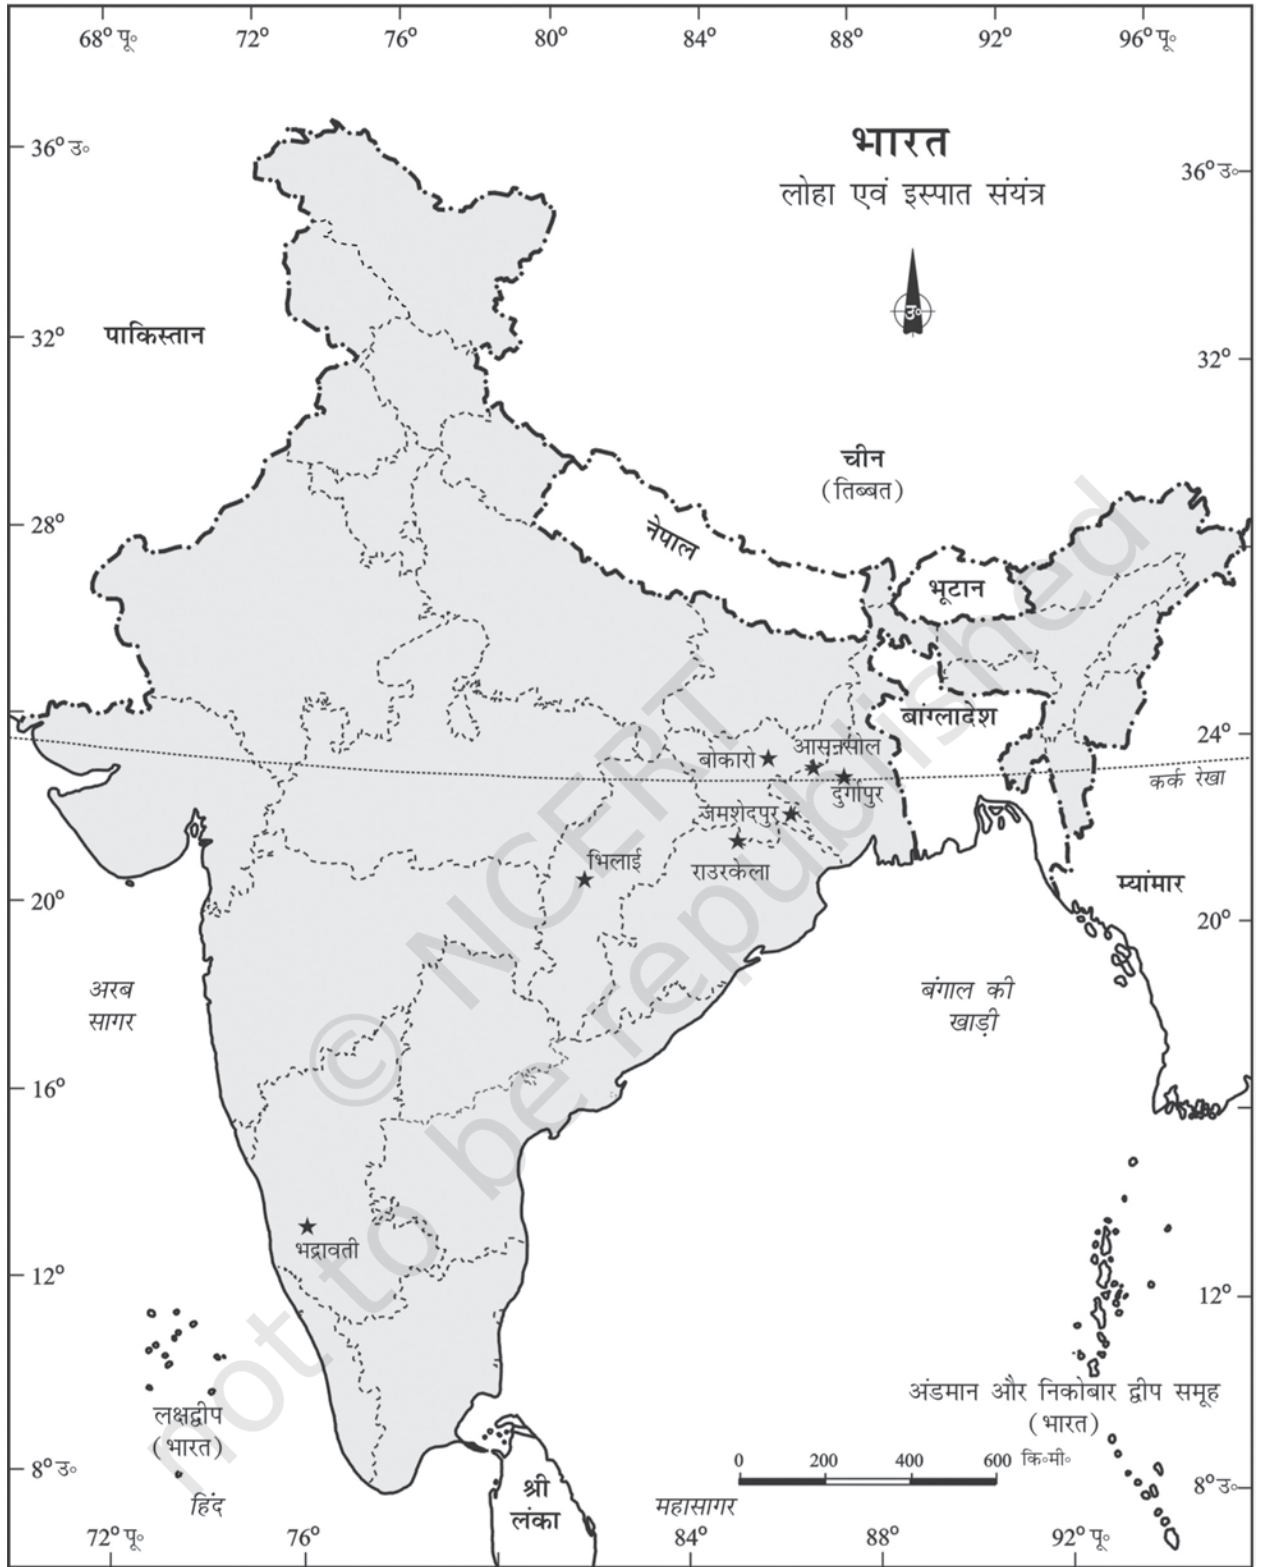 68° पू॰ 72° 76° 80° 84° 88° 92° 96° पू॰
भारत
लोहा एवं इस्पात संयंत्र
36° उ॰
36° उ॰
उ॰
पाकिस्तान
32°
32°
चीन
(तिब्बत)
28°
नेपाल
भूटान
बांग्लादेश
24°
कर्क रेखा
बोकारो
आसनसोल
दुर्गापुर
जमशेदपुर
राउरकेला
भिलाई
म्यांमार
20°
20°
अरब
सागर
बंगाल की
खाड़ी
16°
भद्रावती
12°
12°
लक्षद्वीप
(भारत)
अंडमान और निकोबार द्वीप समूह
(भारत)
8° उ॰
0 200 400 600 कि॰मी॰
8° उ॰
श्री
लंका
हिंद
महासागर
72° पू॰ 76° 84° 88° 92° पू॰
© NCERT
not to be republished